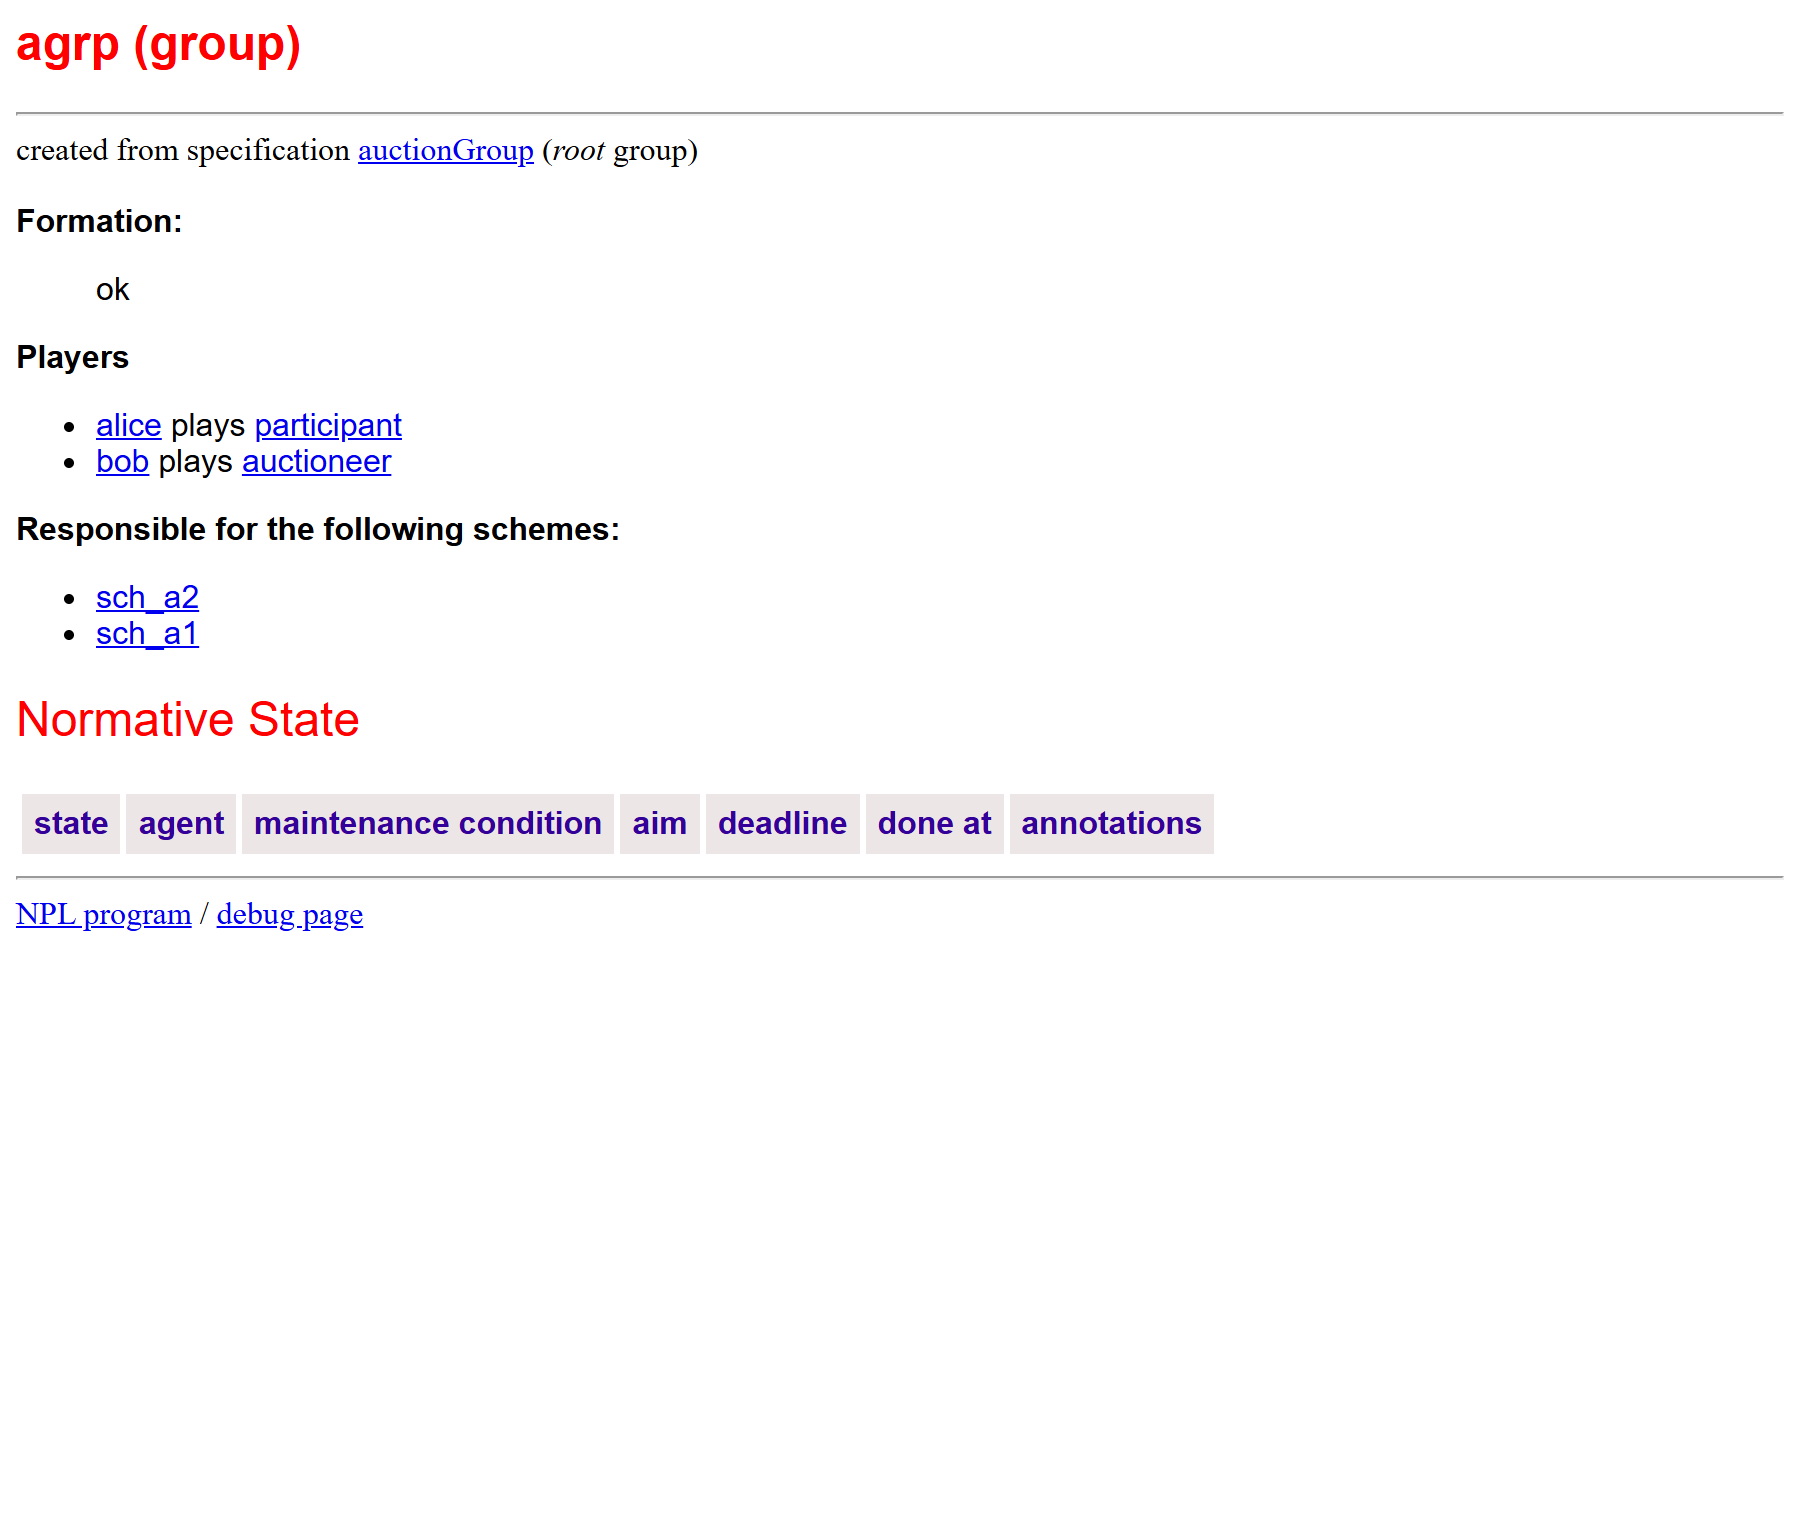 agrp (group)
created from specification auctionGroup (root group)
Formation:
ok
Players
alice plays participant
bob plays auctioneer
Responsible for the following schemes:
sch_a2
sch_a1
Normative State
state agent maintenance condition aim deadline done at annotations
NPL program / debug page